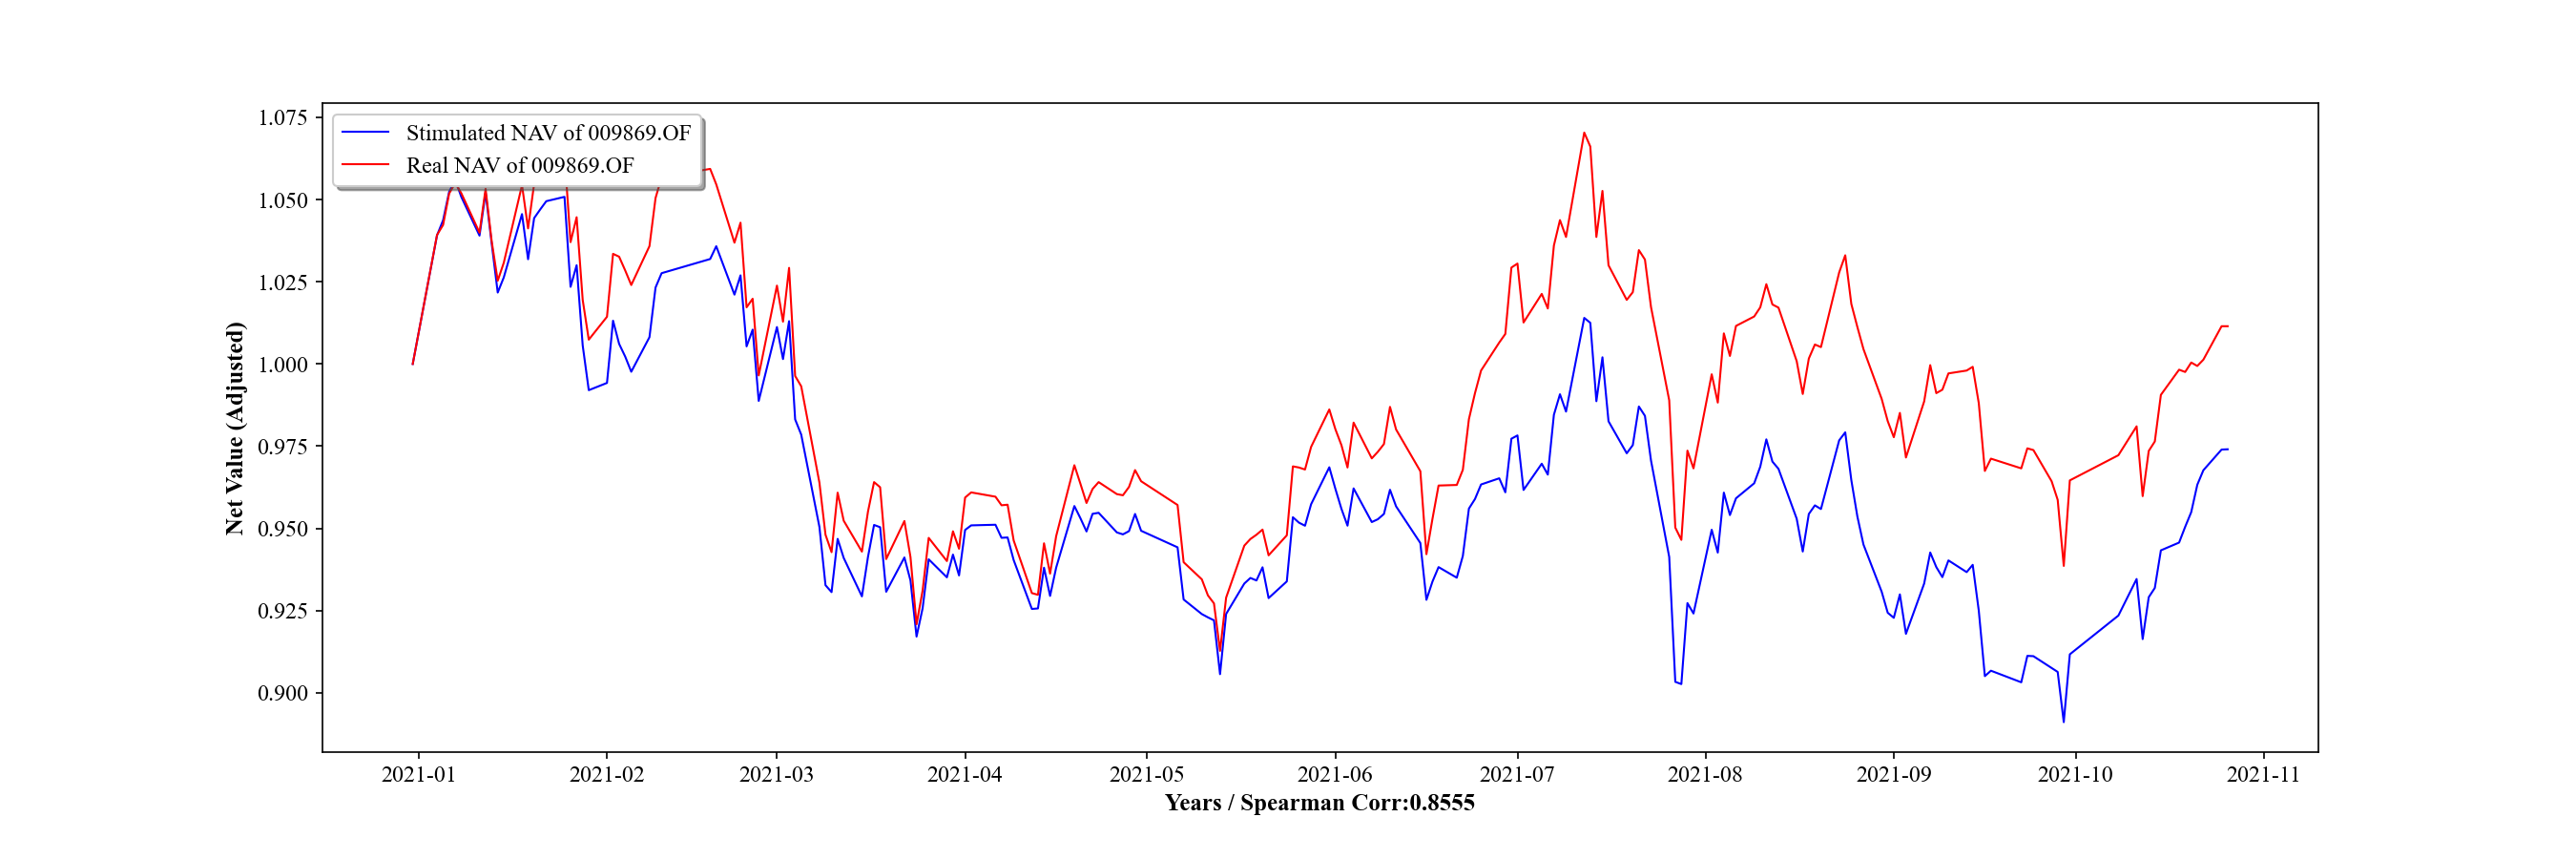 1.075
1.050
1.025
1.000
0.975
0.950
0.925
0.900
Net Value (Adjusted)
Stimulated NAV of 009869.OF
Real NAV of 009869.OF
2021-01 2021-02 2021-03 2021-04 2021-05 2021-06 2021-07 2021-08 2021-09 2021-10 2021-11
Years / Spearman Corr:0.8555